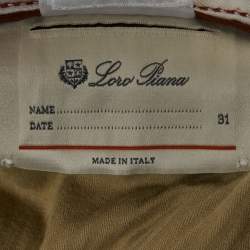 Loro Piana
NAME
DATE 31
MADE IN ITALY